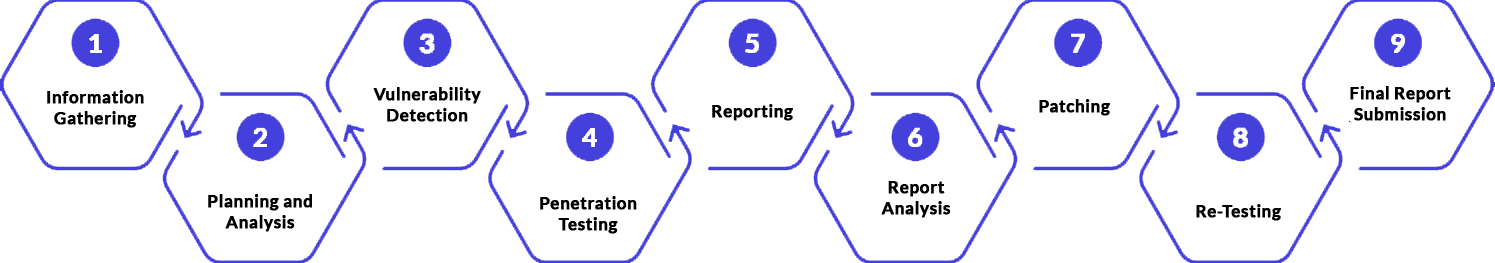 1
Information
Gathering
2
Planning and
Analysis
3
Vulnerability
Detection
4
Penetration
Testing
5
Reporting
6
Report
Analysis
7
Patching
8
Re-Testing
9
Final Report
Submission